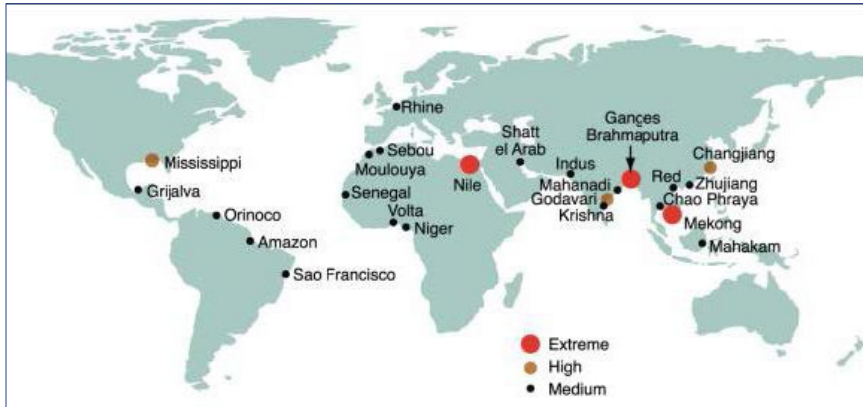 Rhine
Ganges
Brahmaputra
Shatt
el Arab
Changjiang
Mississippi
Sebou
Moulouya
Indus
Nile
Mahanadi
Red
Zhujiang
Grijalva
Senegal
Godavari
Chao Phraya
Krishna
Volta
Orinoco
Niger
Mekong
Amazon
Mahakam
Sao Francisco
Extreme
High
Medium